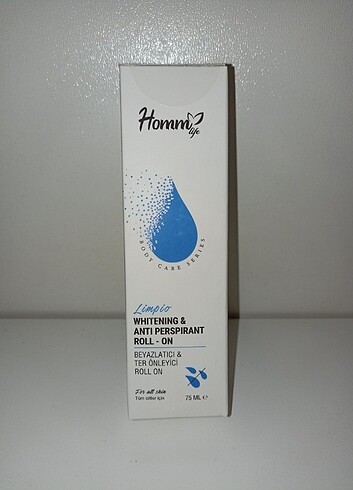 Hommy
life
BODY CARE SERIES
Limpio
WHITENING &
ANTI PERSPIRANT
ROLL - ON
BEYAZLATICI &
TER ÖNLEYİCİ
ROLL ON
For all skin
Tüm ciltler için
75 ML e